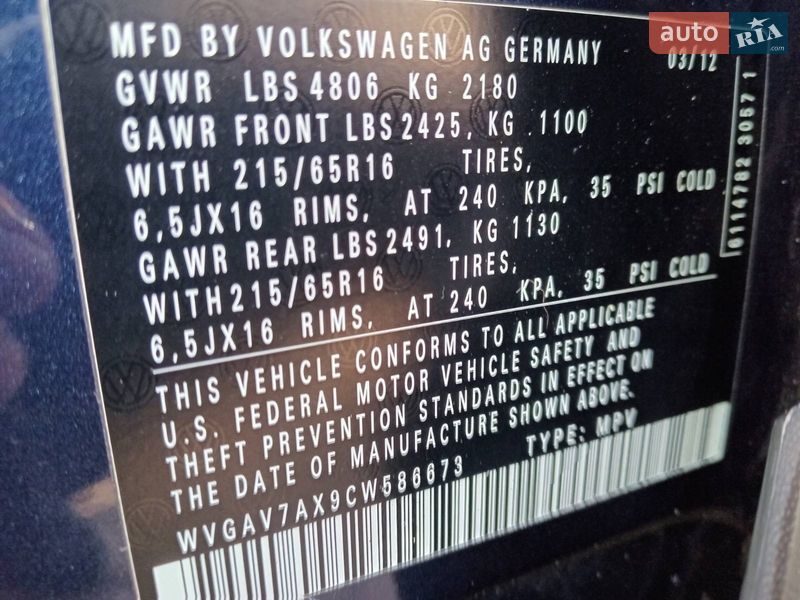 MFD BY VOLKSWAGEN AG GERMANY 03/12
GVWR LBS 4806 KG 2180
GAWR FRONT LBS 2425, KG 1100
WITH 215/65R16 TIRES,
6,5JX16 RIMS, AT 240 KPA, 35 PSI COLD
GAWR REAR LBS 2491, KG 1130
WITH 215/65R16 TIRES,
6,5JX16 RIMS, AT 240 KPA, 35 PSI COLD
THIS VEHICLE CONFORMS TO ALL APPLICABLE
U.S. FEDERAL MOTOR VEHICLE SAFETY AND
THEFT PREVENTION STANDARDS IN EFFECT ON
THE DATE OF MANUFACTURE SHOWN ABOVE.
WVGAV7AX9CW586673 TYPE: MPV
6114782 3057 1
auto RIA .com